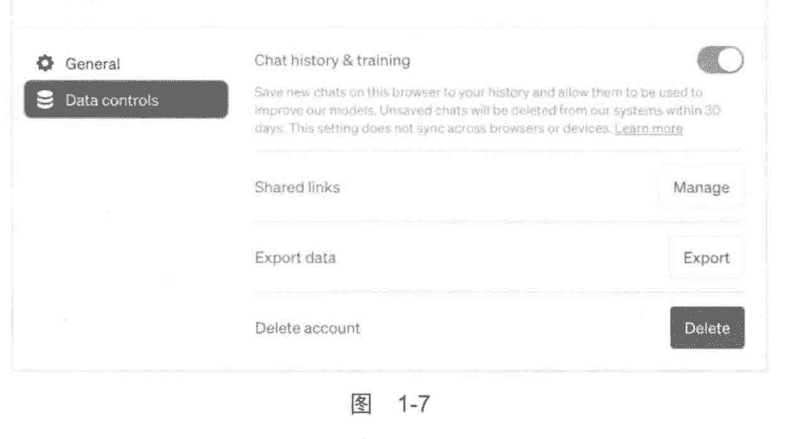 General
Data controls
Chat history & training
Save new chats on this browser to your history and allow them to be used to
improve our models. Unsaved chats will be deleted from our systems within 30
days. This setting does not sync across browsers or devices. Learn more
Shared links
Manage
Export data
Export
Delete account
Delete
图 1-7